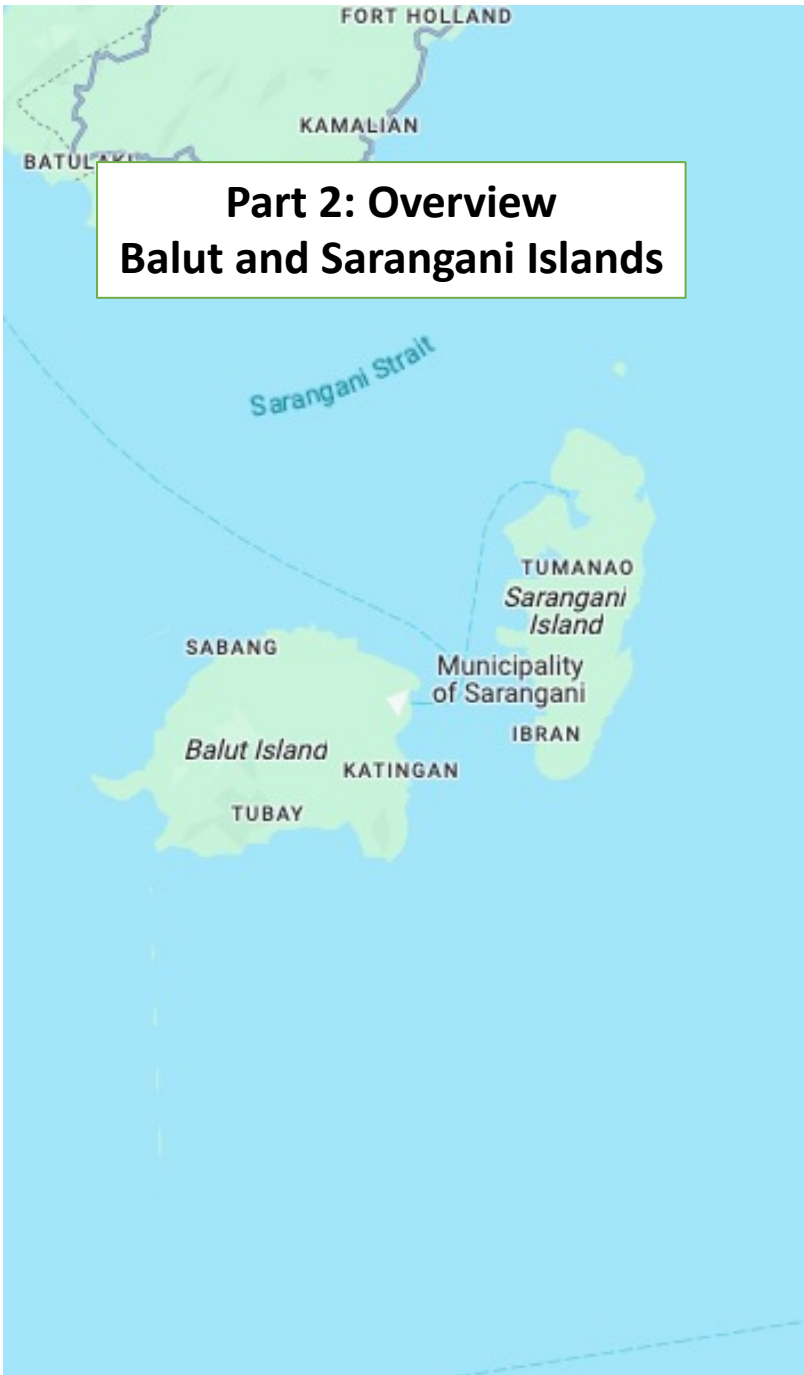 FORT HOLLAND
KAMALIAN
Part 2: Overview
Balut and Sarangani Islands
Sarangani Strait
TUMANAO
Sarangani
Island
SABANG
Municipality
of Sarangani
IBRAN
Balut Island
KATINGAN
TUBAY